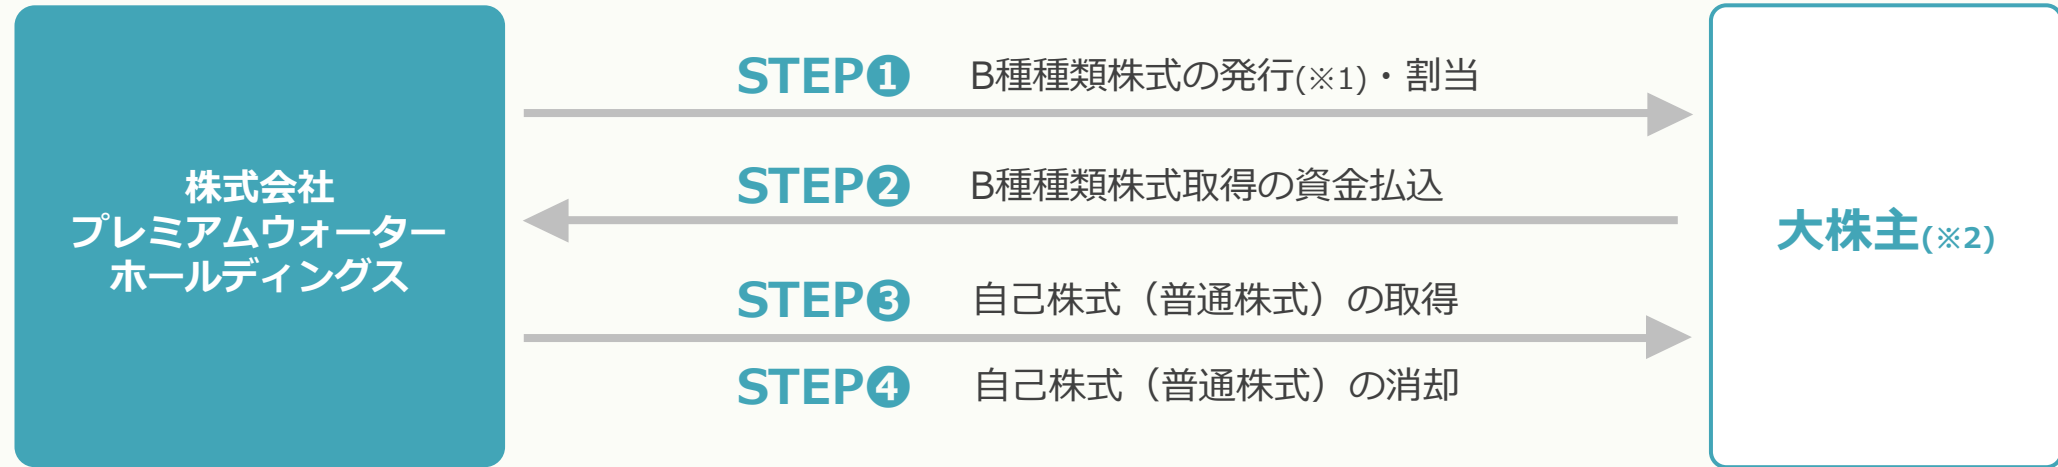 株式会社
プレミアムウォーター
ホールディングス
STEP❶ B種種類株式の発行(※1)・割当
STEP❷ B種種類株式取得の資金払込
STEP❸ 自己株式（普通株式）の取得
STEP❹ 自己株式（普通株式）の消却
大株主(※2)